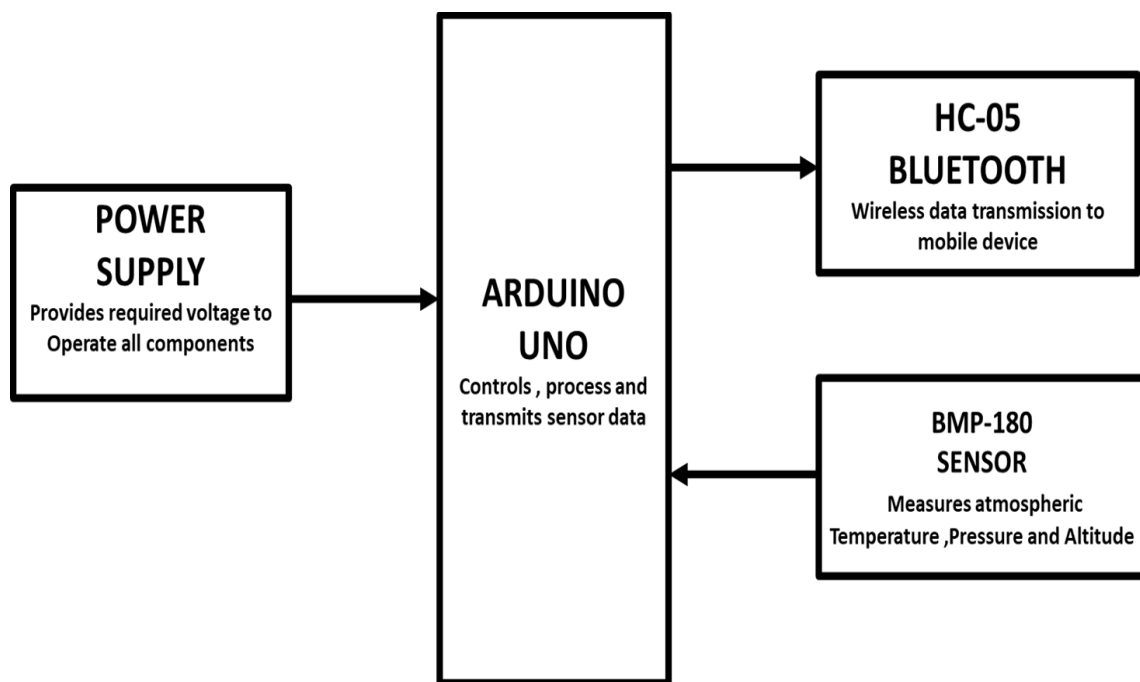 POWER
SUPPLY
Provides required voltage to
Operate all components
ARDUINO
UNO
Controls , process and
transmits sensor data
HC-05
BLUETOOTH
Wireless data transmission to
mobile device
BMP-180
SENSOR
Measures atmospheric
Temperature ,Pressure and Altitude